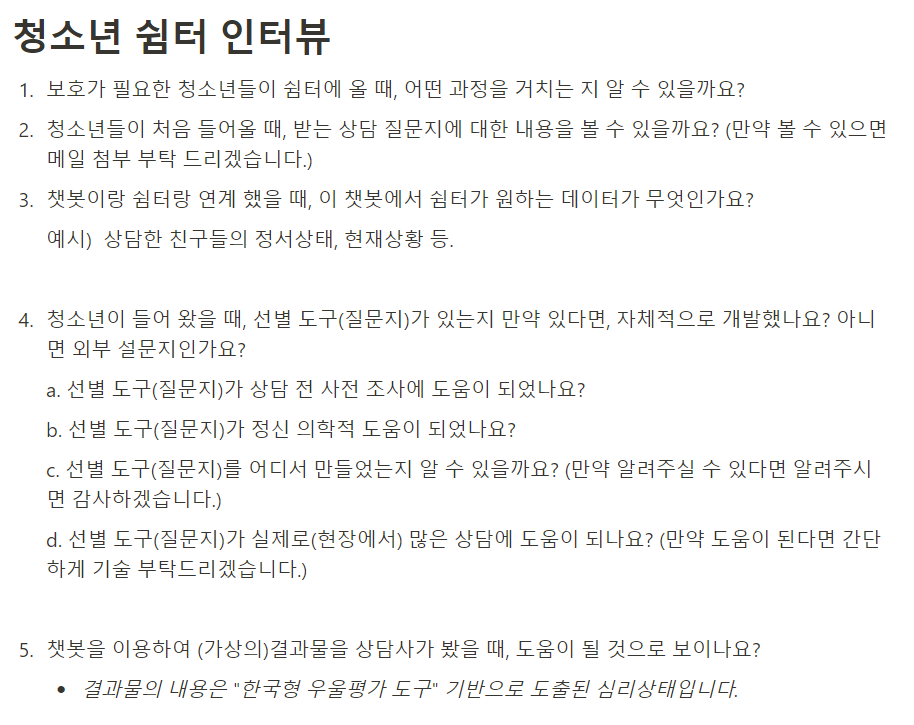 청소년 쉼터 인터뷰
1. 보호가 필요한 청소년들이 쉼터에 올 때, 어떤 과정을 거치는 지 알 수 있을까요?
2. 청소년들이 처음 들어올 때, 받는 상담 질문지에 대한 내용을 볼 수 있을까요? (만약 볼 수 있으면
메일 첨부 부탁 드리겠습니다.)
3. 챗봇이랑 쉼터랑 연계 했을 때, 이 챗봇에서 쉼터가 원하는 데이터가 무엇인가요?
예시) 상담한 친구들의 정서상태, 현재상황 등.
4. 청소년이 들어 왔을 때, 선별 도구(질문지)가 있는지 만약 있다면, 자체적으로 개발했나요? 아니
면 외부 설문지인가요?
a. 선별 도구(질문지)가 상담 전 사전 조사에 도움이 되었나요?
b. 선별 도구(질문지)가 정신 의학적 도움이 되었나요?
c. 선별 도구(질문지)를 어디서 만들었는지 알 수 있을까요? (만약 알려주실 수 있다면 알려주시
면 감사하겠습니다.)
d. 선별 도구(질문지)가 실제로(현장에서) 많은 상담에 도움이 되나요? (만약 도움이 된다면 간단
하게 기술 부탁드리겠습니다.)
5. 챗봇을 이용하여 (가상의)결과물을 상담사가 봤을 때, 도움이 될 것으로 보이나요?
• 결과물의 내용은 "한국형 우울평가 도구" 기반으로 도출된 심리상태입니다.